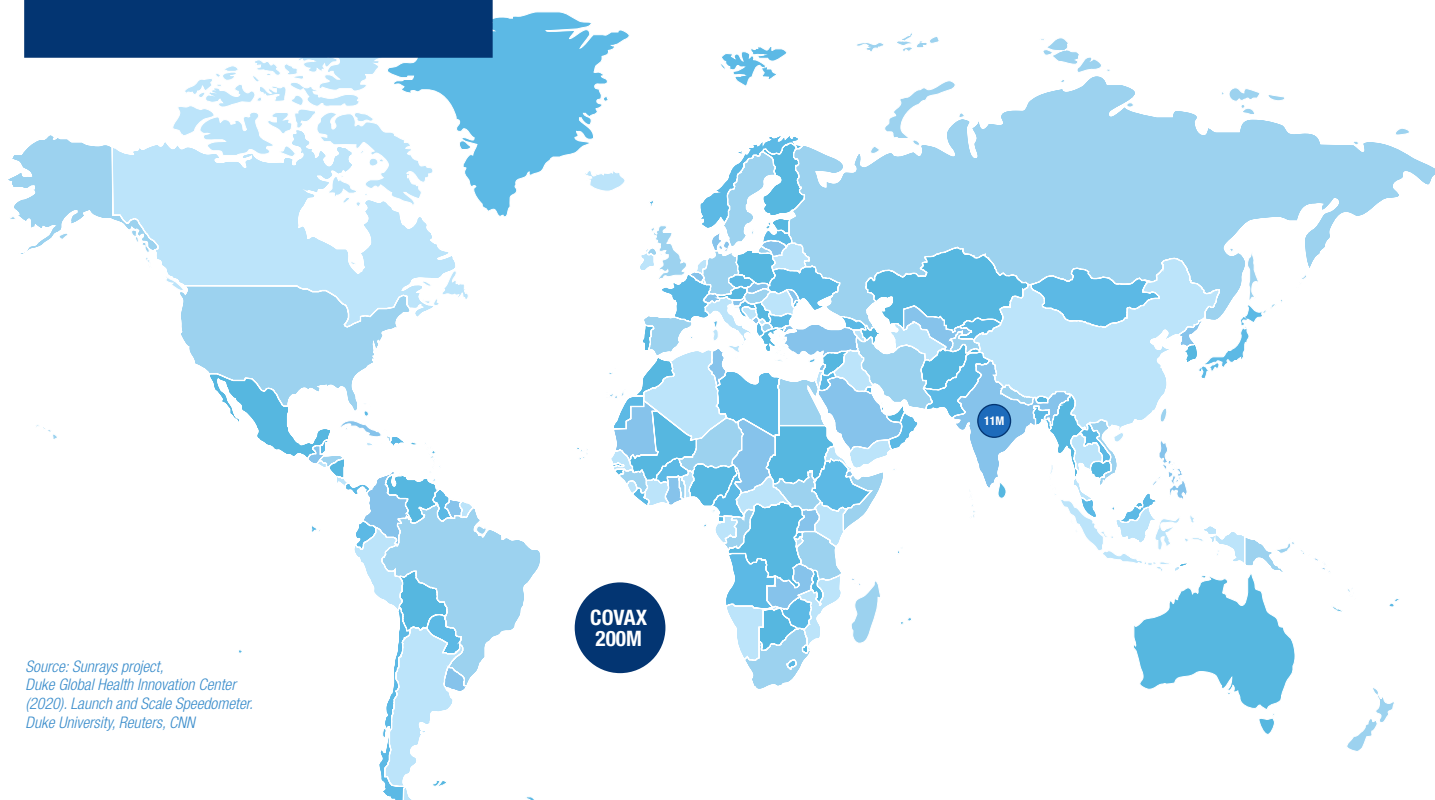 11M
COVAX
200M
Source: Sunrays project,
Duke Global Health Innovation Center
(2020). Launch and Scale Speedometer.
Duke University, Reuters, CNN